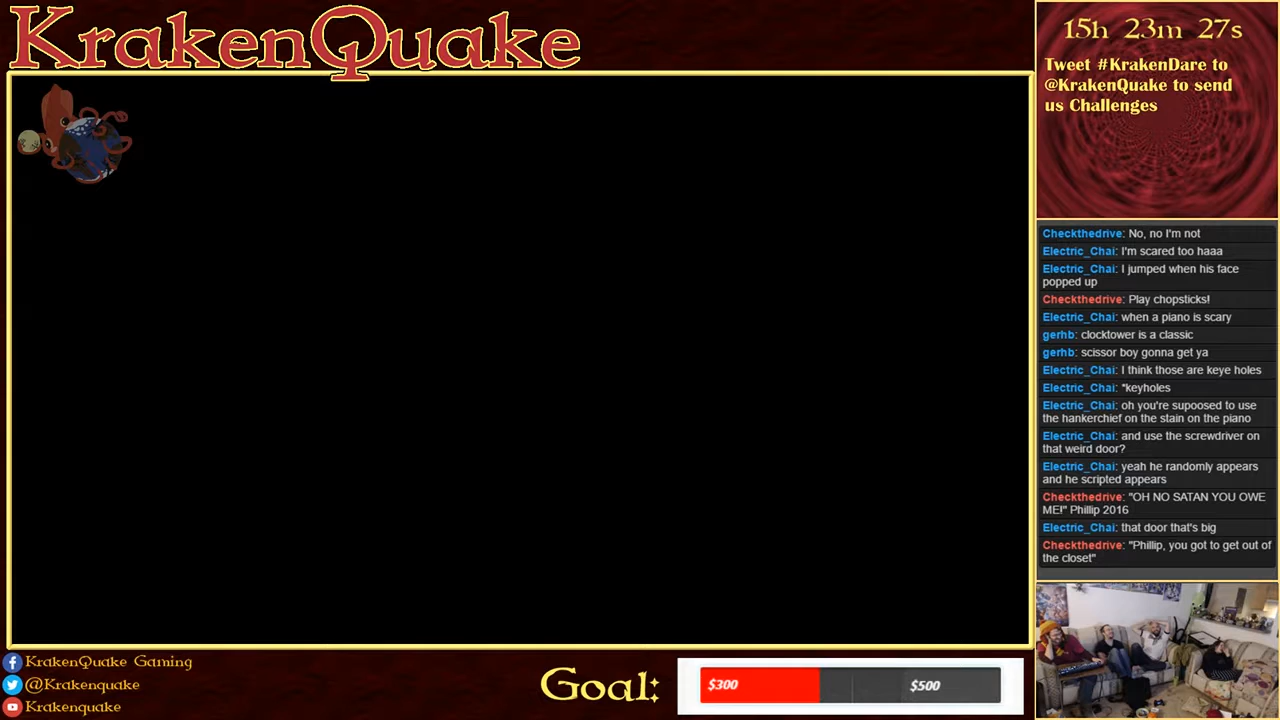 KrakenQuake
15h 23m 27s
Tweet #KrakenDare to
@KrakenQuake to send
us Challenges
Checkthedrive: No, no I'm not
Electric_Chai: I'm scared too haaa
Electric_Chai: I jumped when his face
popped up
Checkthedrive: Play chopsticks!
Electric_Chai: when a piano is scary
gerhb: clocktower is a classic
gerhb: scissor boy gonna get ya
Electric_Chai: I think those are keye holes
Electric_Chai: *keyholes
Electric_Chai: oh you're supoosed to use
the hankerchief on the stain on the piano
Electric_Chai: and use the screwdriver on
that weird door?
Electric_Chai: yeah he randomly appears
and he scripted appears
Checkthedrive: "OH NO SATAN YOU OWE
ME!" Phillip 2016
Electric_Chai: that door that's big
Checkthedrive: "Phillip, you got to get out of
the closet"
KrakenQuake Gaming
@Krakenquake
Krakenquake
Goal:
$300
$500